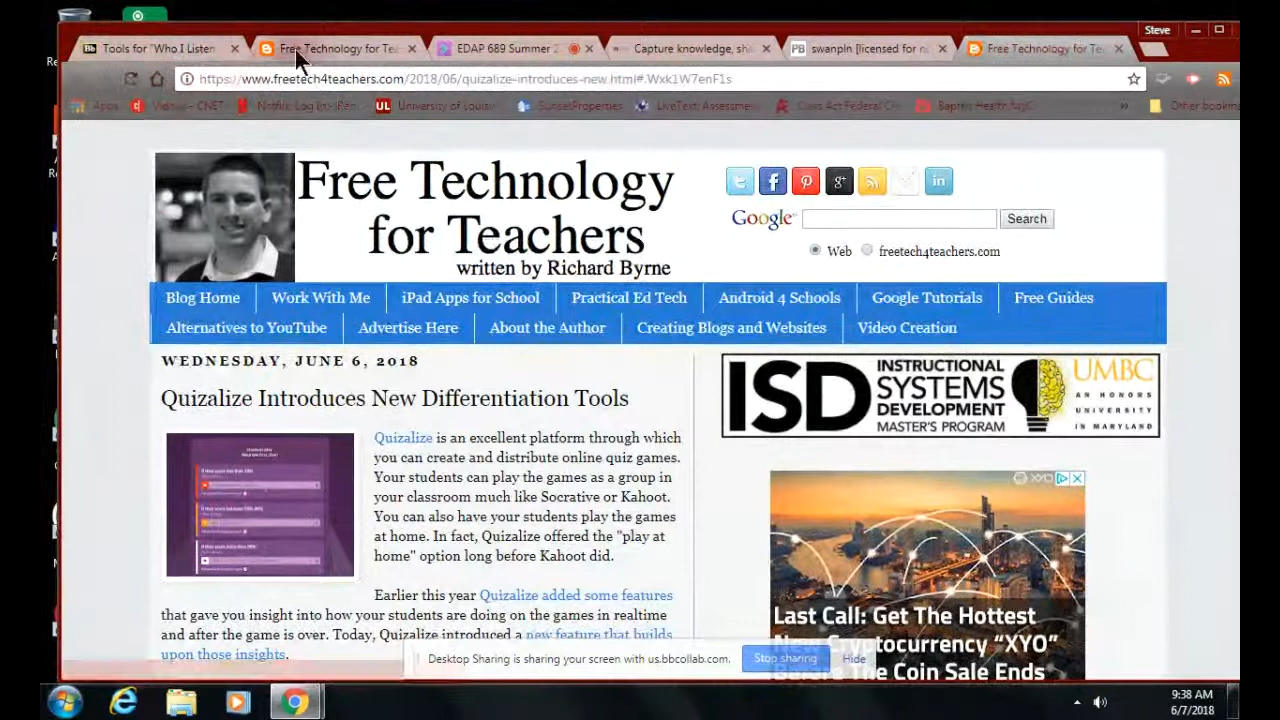 Steve
Tools for "Who I Listen
Free Technology for Tea
EDAP 689 Summer 2
Capture knowledge, sha
PB swanpln [licensed for n
Free Technology for Te
https://www.freetech4teachers.com/2018/06/quizalize-introduces-new.html#.Wxk1W7enF1s
Apps
CNET
UL University of Louisv
SunsetProperties
LiveText: Assessmen
Class Act Federal Cre
Other bookma
Free Technology
for Teachers
written by Richard Byrne
Google
Search
Web
freetech4teachers.com
Blog Home
Work With Me
iPad Apps for School
Practical Ed Tech
Android 4 Schools
Google Tutorials
Free Guides
Alternatives to YouTube
Advertise Here
About the Author
Creating Blogs and Websites
Video Creation
WEDNESDAY, JUNE 6, 2018
Quizalize Introduces New Differentiation Tools
Quizalize is an excellent platform through which
you can create and distribute online quiz games.
Your students can play the games as a group in
your classroom much like Socrative or Kahoot.
You can also have your students play the games
at home. In fact, Quizalize offered the "play at
home" option long before Kahoot did.
Earlier this year Quizalize added some features
that gave you insight into how your students are doing on the games in realtime
and after the game is over. Today, Quizalize introduced a new feature that builds
upon those insights.
ISD
INSTRUCTIONAL
SYSTEMS
DEVELOPMENT
MASTER'S PROGRAM
UMBC
AN HONORS
UNIVERSITY
IN MARYLAND
XYO
Last Call: Get The Hottest
New Cryptocurrency “XYO”
Before The Coin Sale Ends
Desktop Sharing is sharing your screen with us.bbcollab.com.
Stop sharing
Hide
9:38 AM
6/7/2018